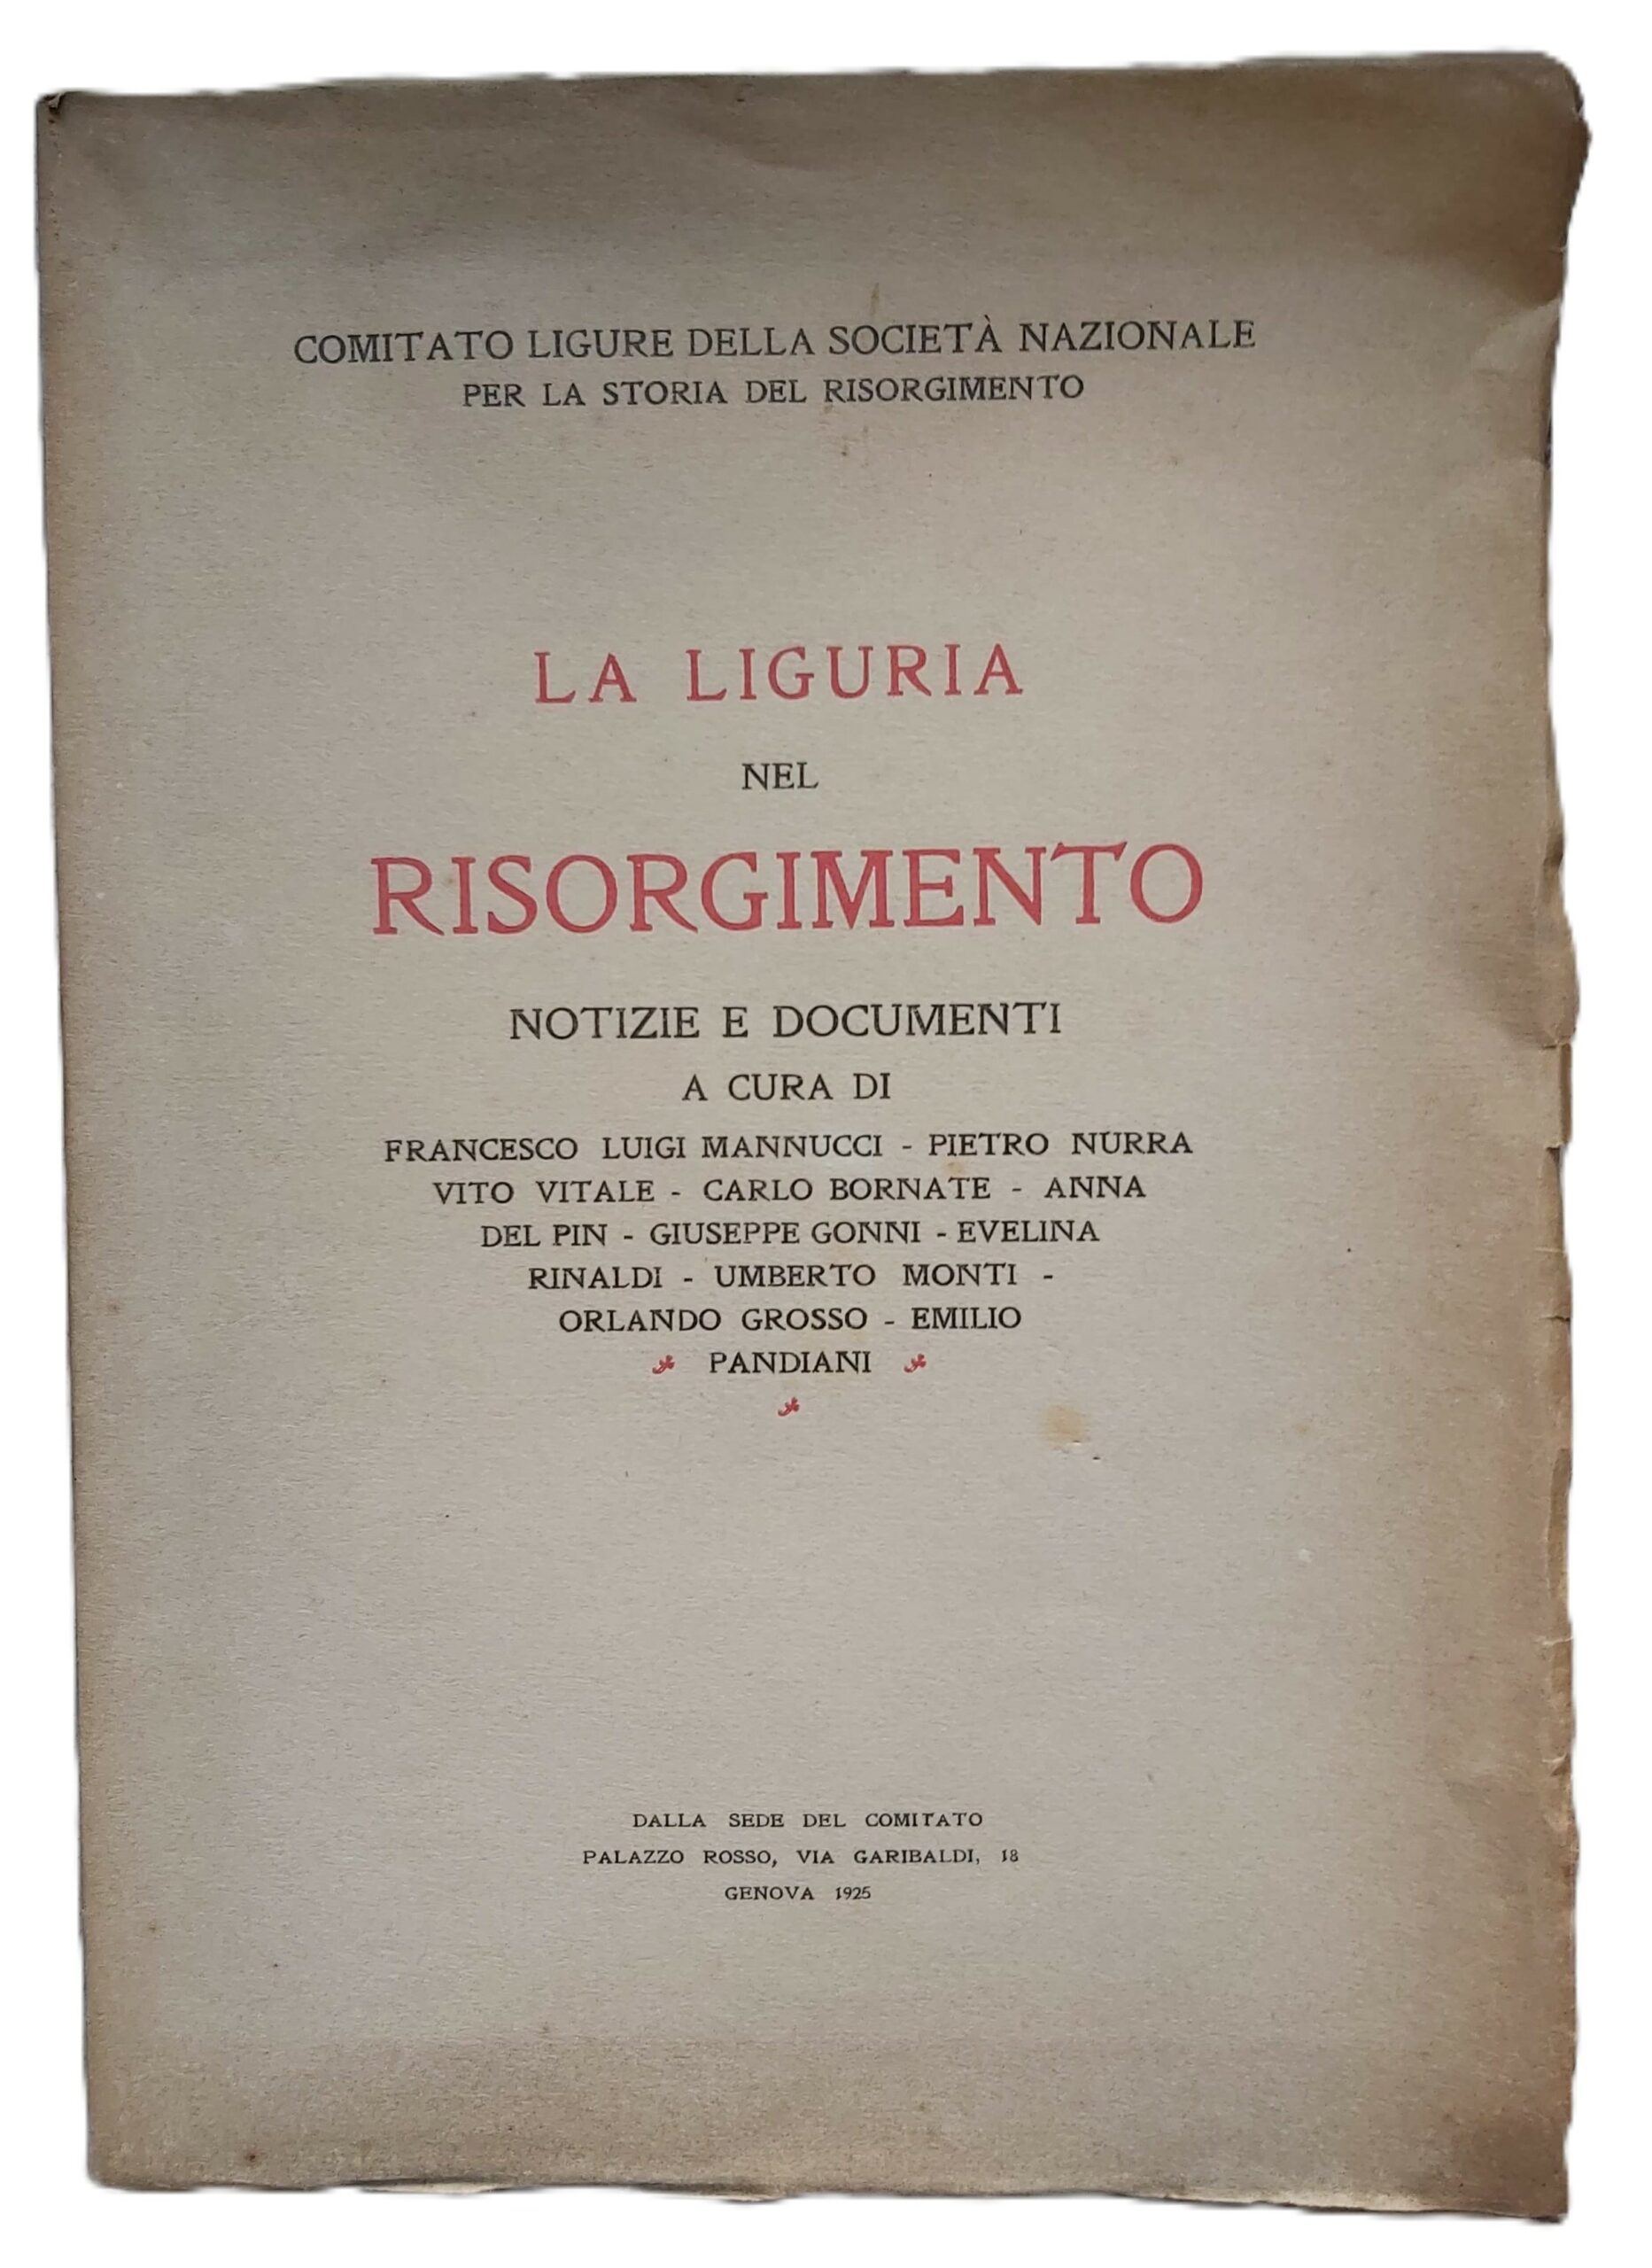 COMITATO LIGURE DELLA SOCIETÀ NAZIONALE
PER LA STORIA DEL RISORGIMENTO
LA LIGURIA
NEL
RISORGIMENTO
NOTIZIE E DOCUMENTI
A CURA DI
FRANCESCO LUIGI MANNUCCI - PIETRO NURRA
VITO VITALE - CARLO BORNATE - ANNA
DEL PIN - GIUSEPPE GONNI - EVELINA
RINALDI - UMBERTO MONTI -
ORLANDO GROSSO - EMILIO
PANDIANI
DALLA SEDE DEL COMITATO
PALAZZO ROSSO, VIA GARIBALDI, 18
GENOVA 1925